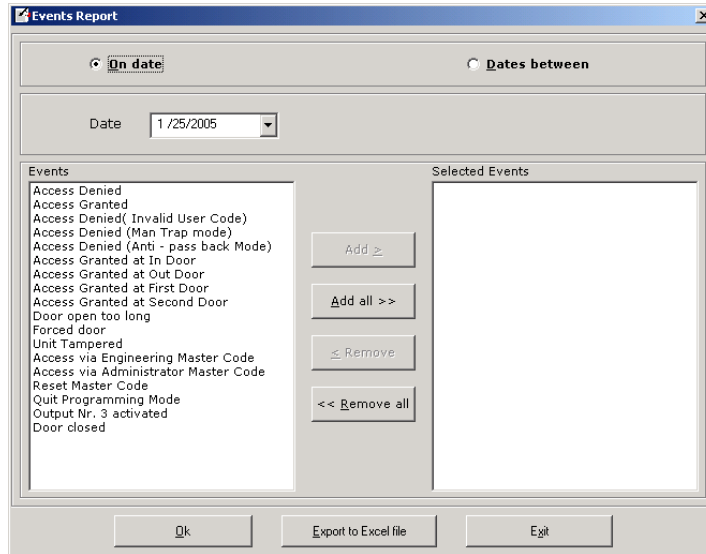 Events Report
On date
Dates between
Date 1 /25/2005
Events
Access Denied
Access Granted
Access Denied( Invalid User Code)
Access Denied (Man Trap mode)
Access Denied (Anti - pass back Mode)
Access Granted at In Door
Access Granted at Out Door
Access Granted at First Door
Access Granted at Second Door
Door open too long
Forced door
Unit Tampered
Access via Engineering Master Code
Access via Administrator Master Code
Reset Master Code
Quit Programming Mode
Output Nr. 3 activated
Door closed
Add >
Add all >>
< Remove
<< Remove all
Selected Events
Ok
Export to Excel file
Exit